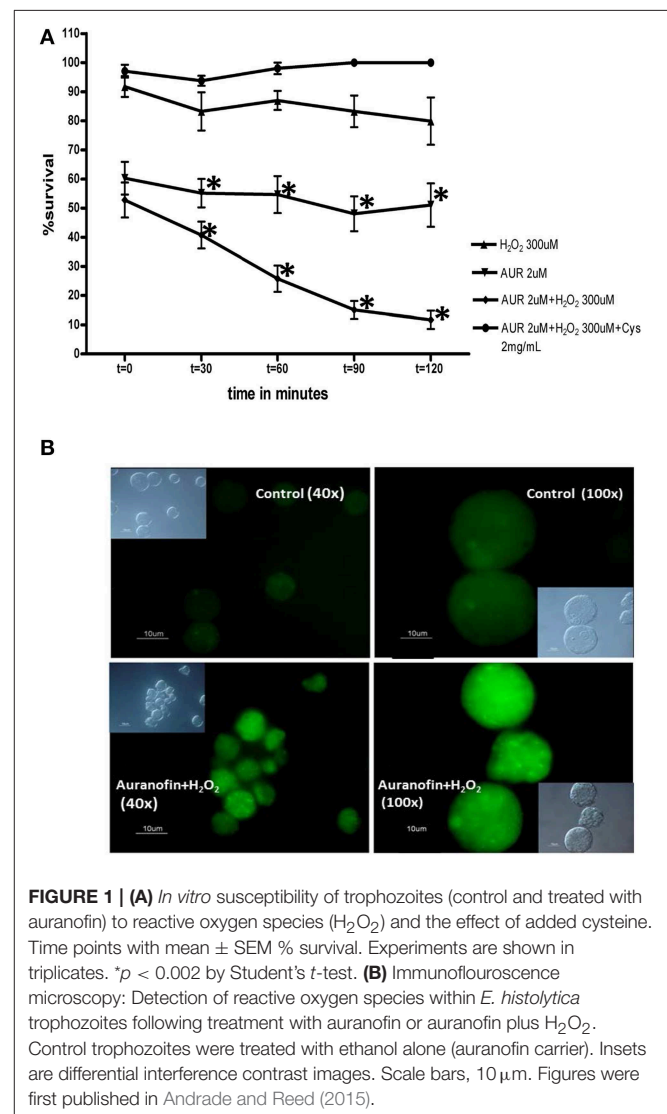 A
%survival
110
100
90
80
70
60
50
40
30
20
10
0
* * * *
* * * *
t=0 t=30 t=60 t=90 t=120
time in minutes
H2O2 300uM
AUR 2uM
AUR 2uM+H2O2 300uM
AUR 2uM+H2O2 300uM+Cys
2mg/mL
B
Control (40x)
10um
Control (100x)
10um
Auranofin+H2O2
(40x)
10um
Auranofin+H2O2
(100x)
10um
FIGURE 1 | (A) In vitro susceptibility of trophozoites (control and treated with
auranofin) to reactive oxygen species (H2O2) and the effect of added cysteine.
Time points with mean ± SEM % survival. Experiments are shown in
triplicates. *p < 0.002 by Student's t-test. (B) Immunoflouroscence
microscopy: Detection of reactive oxygen species within E. histolytica
trophozoites following treatment with auranofin or auranofin plus H2O2.
Control trophozoites were treated with ethanol alone (auranofin carrier). Insets
are differential interference contrast images. Scale bars, 10 μm. Figures were
first published in Andrade and Reed (2015).